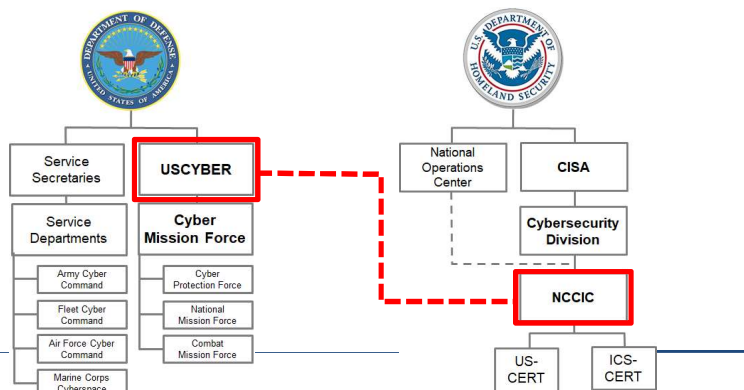 DEPARTMENT OF DEFENSE
UNITED STATES OF AMERICA
U.S. DEPARTMENT OF
HOMELAND SECURITY
Service
Secretaries
USCYBER
National
Operations
Center
CISA
Service
Departments
Cyber
Mission Force
Cybersecurity
Division
Army Cyber
Command
Cyber
Protection Force
Fleet Cyber
Command
National
Mission Force
NCCIC
Air Force Cyber
Command
Combat
Mission Force
US-
CERT
ICS-
CERT
Marine Corps
Cyberspace